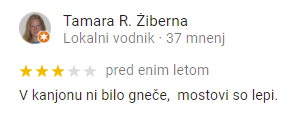 Tamara R. Žiberna
Lokalni vodnik · 37 mnenj
pred enim letom
V kanjonu ni bilo gneče, mostovi so lepi.